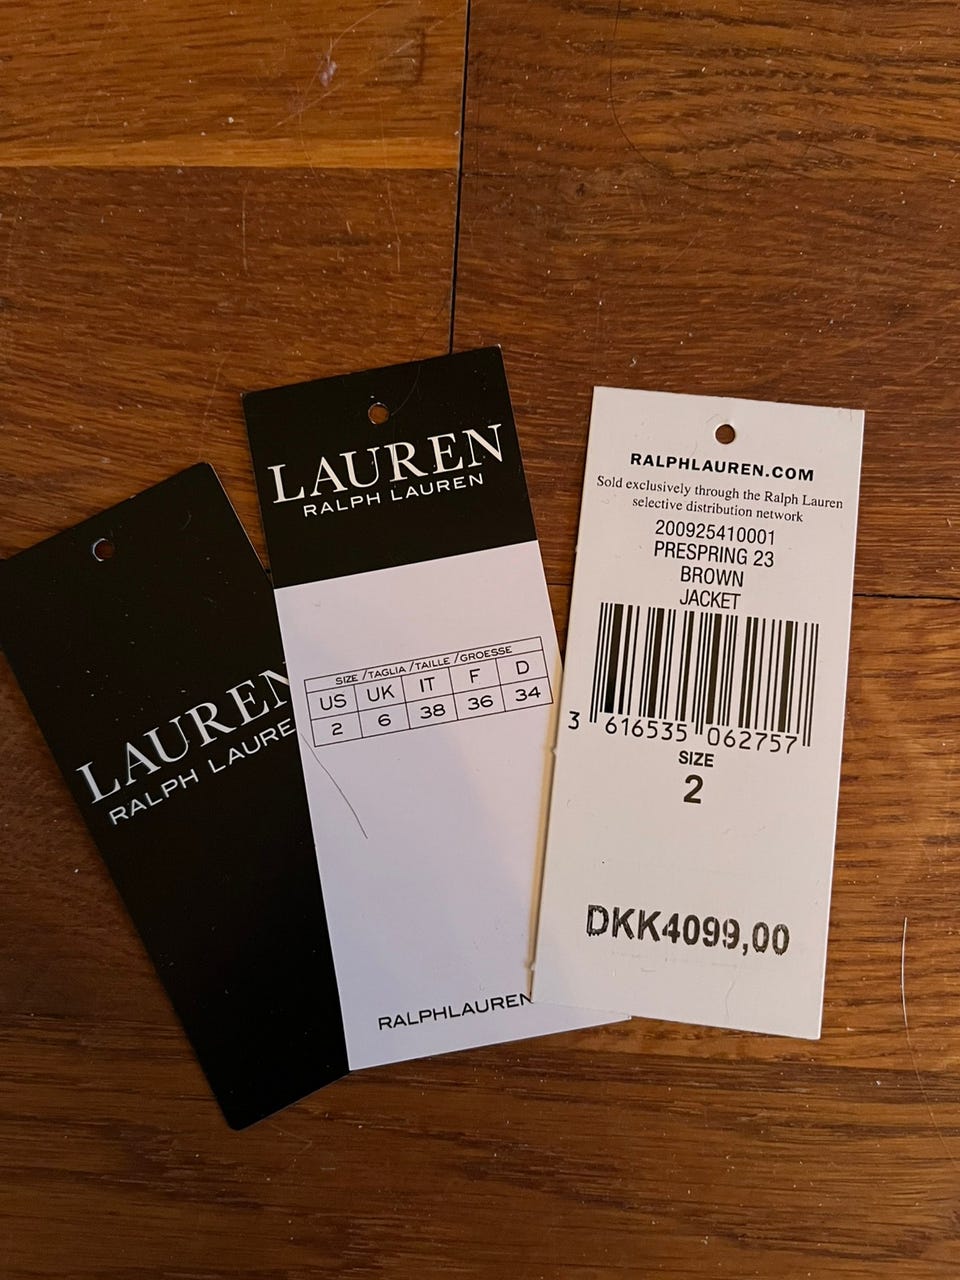 LAUREN
RALPH LAURE
LAUREN
RALPH LAUREN
SIZE /TAGLIA /TAILLE /GROESSE
US UK IT F D
2 6 38 36 34
RALPHLAUREN
RALPHLAUREN.COM
Sold exclusively through the Ralph Lauren
selective distribution network
200925410001
PRESPRING 23
BROWN
JACKET
3 616535 062757
SIZE
2
DKK4099,00